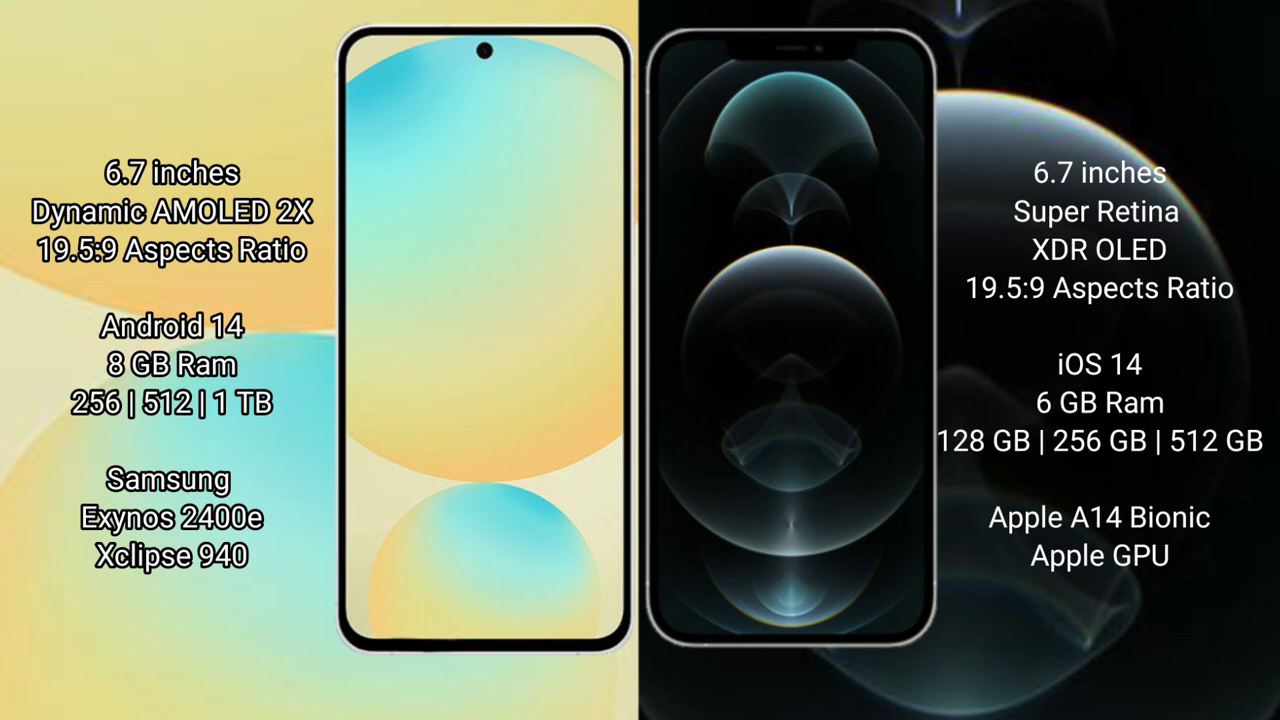 6.7 inches
Dynamic AMOLED 2X
19.5:9 Aspects Ratio
Android 14
8 GB Ram
256 | 512 | 1 TB
Samsung
Exynos 2400e
Xclipse 940
6.7 inches
Super Retina
XDR OLED
19.5:9 Aspects Ratio
iOS 14
6 GB Ram
128 GB | 256 GB | 512 GB
Apple A14 Bionic
Apple GPU